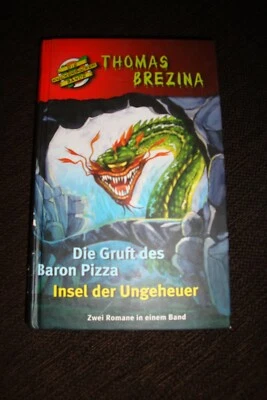 THOMAS
BREZINA
Die Gruft des
Baron Pizza
Insel der Ungeheuer
Zwei Romane in einem Band